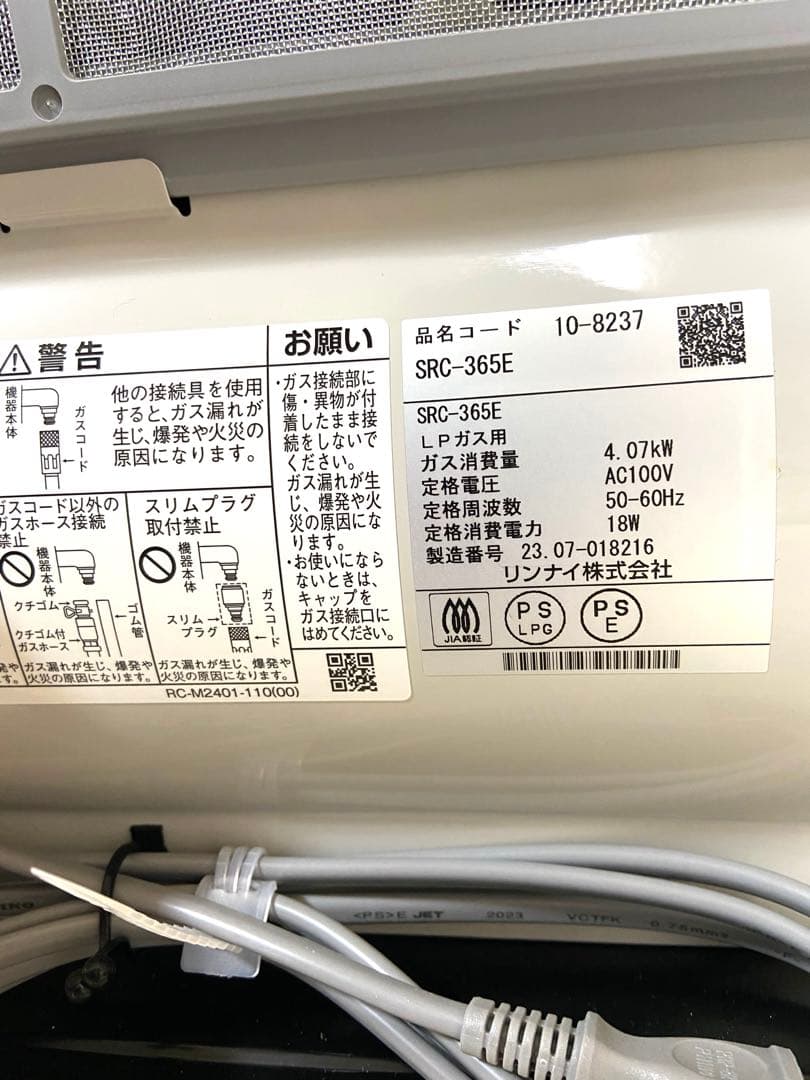 警告
機器本体
ガスコード
他の接続具を使用
すると、ガス漏れが
生じ、爆発や火災の
原因になります。
ガスコード以外の
ガスホース接続
禁止
機器本体
クチゴム
ゴム管
クチゴム付
ガスホース
ガス漏れが生じ、爆発や
火災の原因になります。
スリムプラグ
取付禁止
機器本体
ガスコード
スリム
プラグ
ガス漏れが生じ、爆発や
火災の原因になります。
RC-M2401-110(00)
お願い
・ガス接続部に
傷・異物が付
着したまま接
続をしないで
ください。
ガス漏れが生
じ、爆発や火
災の原因にな
ります。
・お使いになら
ないときは、
キャップを
ガス接続口に
はめてください。
品名コード 10-8237
SRC-365E
SRC-365E
LPガス用
ガス消費量 4.07kW
定格電圧 AC100V
定格周波数 50-60Hz
定格消費電力 18W
製造番号 23.07-018216
リンナイ株式会社
JIA認証
PS
LPG
PS
E
<PS>E JET 2023 VCTFK 0.75mm